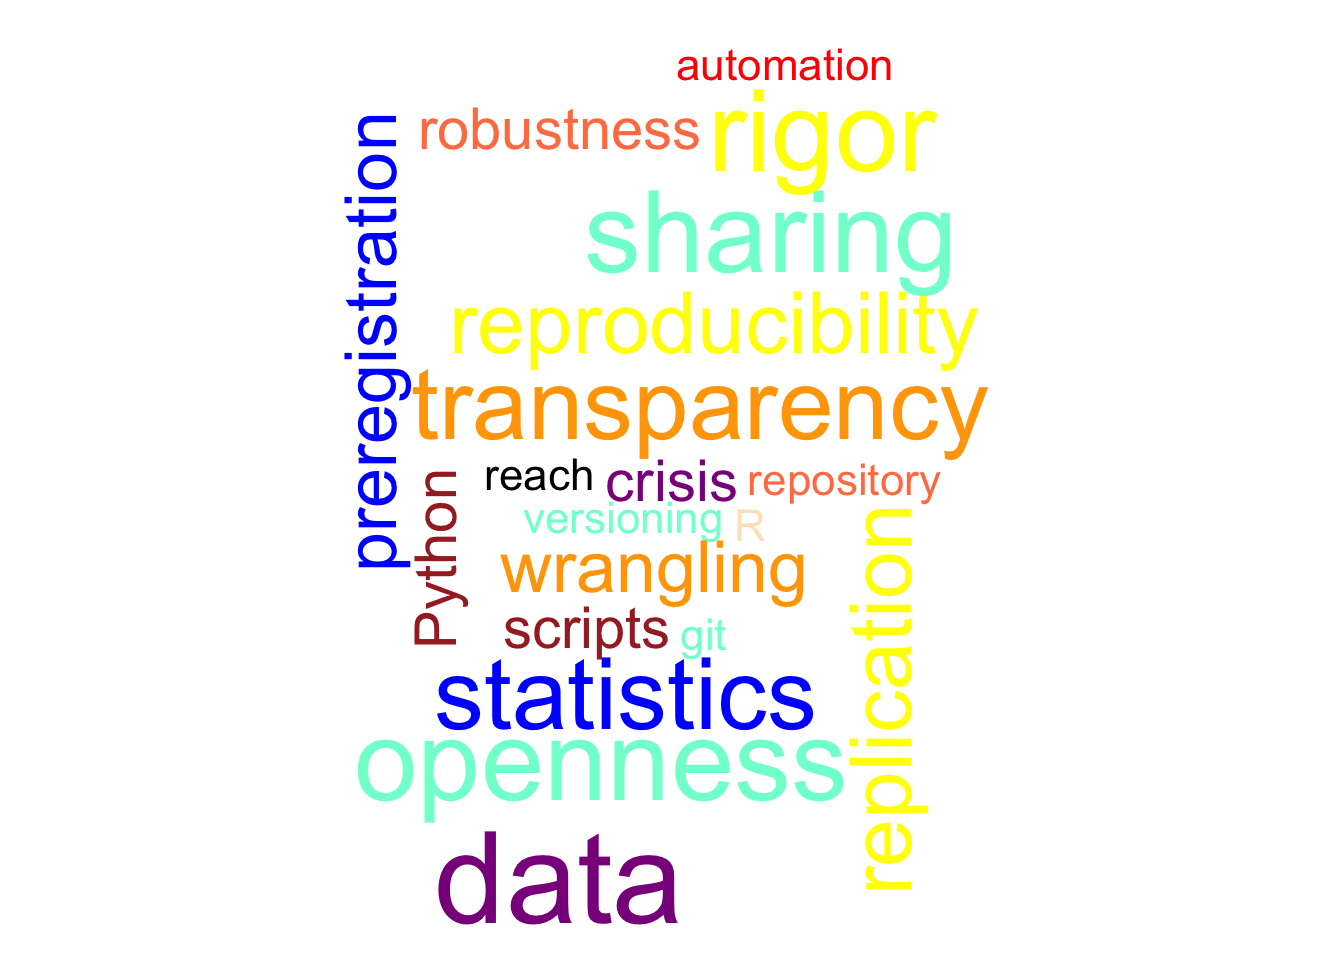 automation
robustness
rigor
preregistration
sharing
reproducibility
transparency
reach
crisis
repository
Python
versioning
R
wrangling
replication
scripts
git
statistics
openness
data